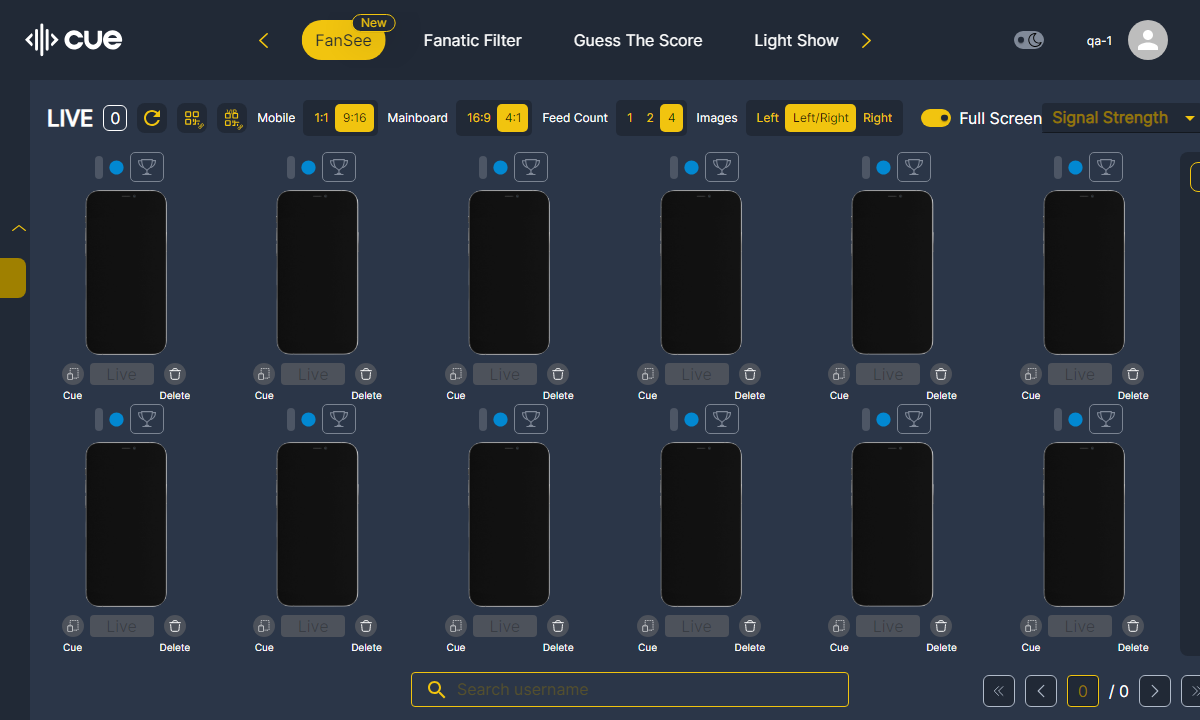 cue
FanSee
New
Fanatic Filter
Guess The Score
Light Show
qa-1
LIVE 0
Mobile 1:1 9:16
Mainboard 16:9 4:1
Feed Count 1 2 4
Images Left Left/Right Right
Full Screen
Signal Strength
Live Live Live Live Live Live
Cue Delete Cue Delete Cue Delete Cue Delete Cue Delete Cue Delete
Live Live Live Live Live Live
Cue Delete Cue Delete Cue Delete Cue Delete Cue Delete Cue Delete
Search username
0 / 0